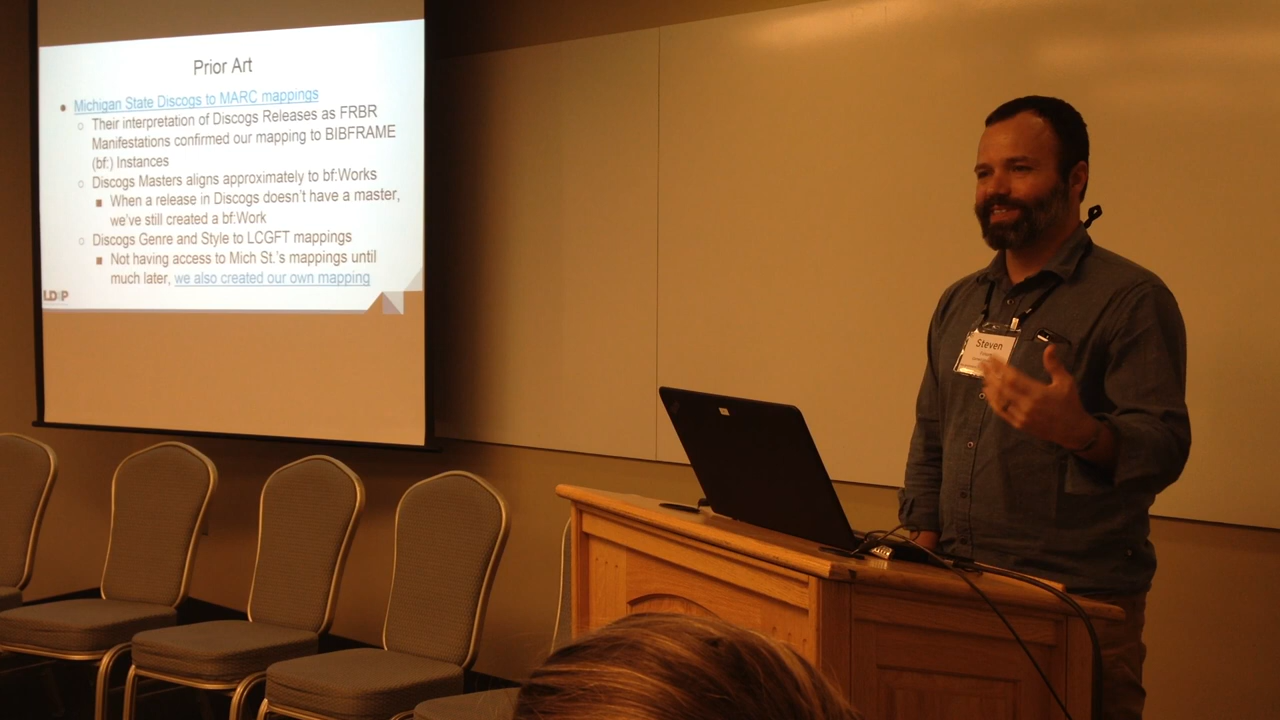 Prior Art
Michigan State Discogs to MARC mappings
Their interpretation of Discogs Releases as FRBR
Manifestations confirmed our mapping to BIBFRAME
(bf:) Instances
Discogs Masters aligns approximately to bf:Works
When a release in Discogs doesn't have a master,
we've still created a bf:Work
Discogs Genre and Style to LCGFT mappings
Not having access to Mich St.'s mappings until
much later, we also created our own mapping
LD4P
Steven